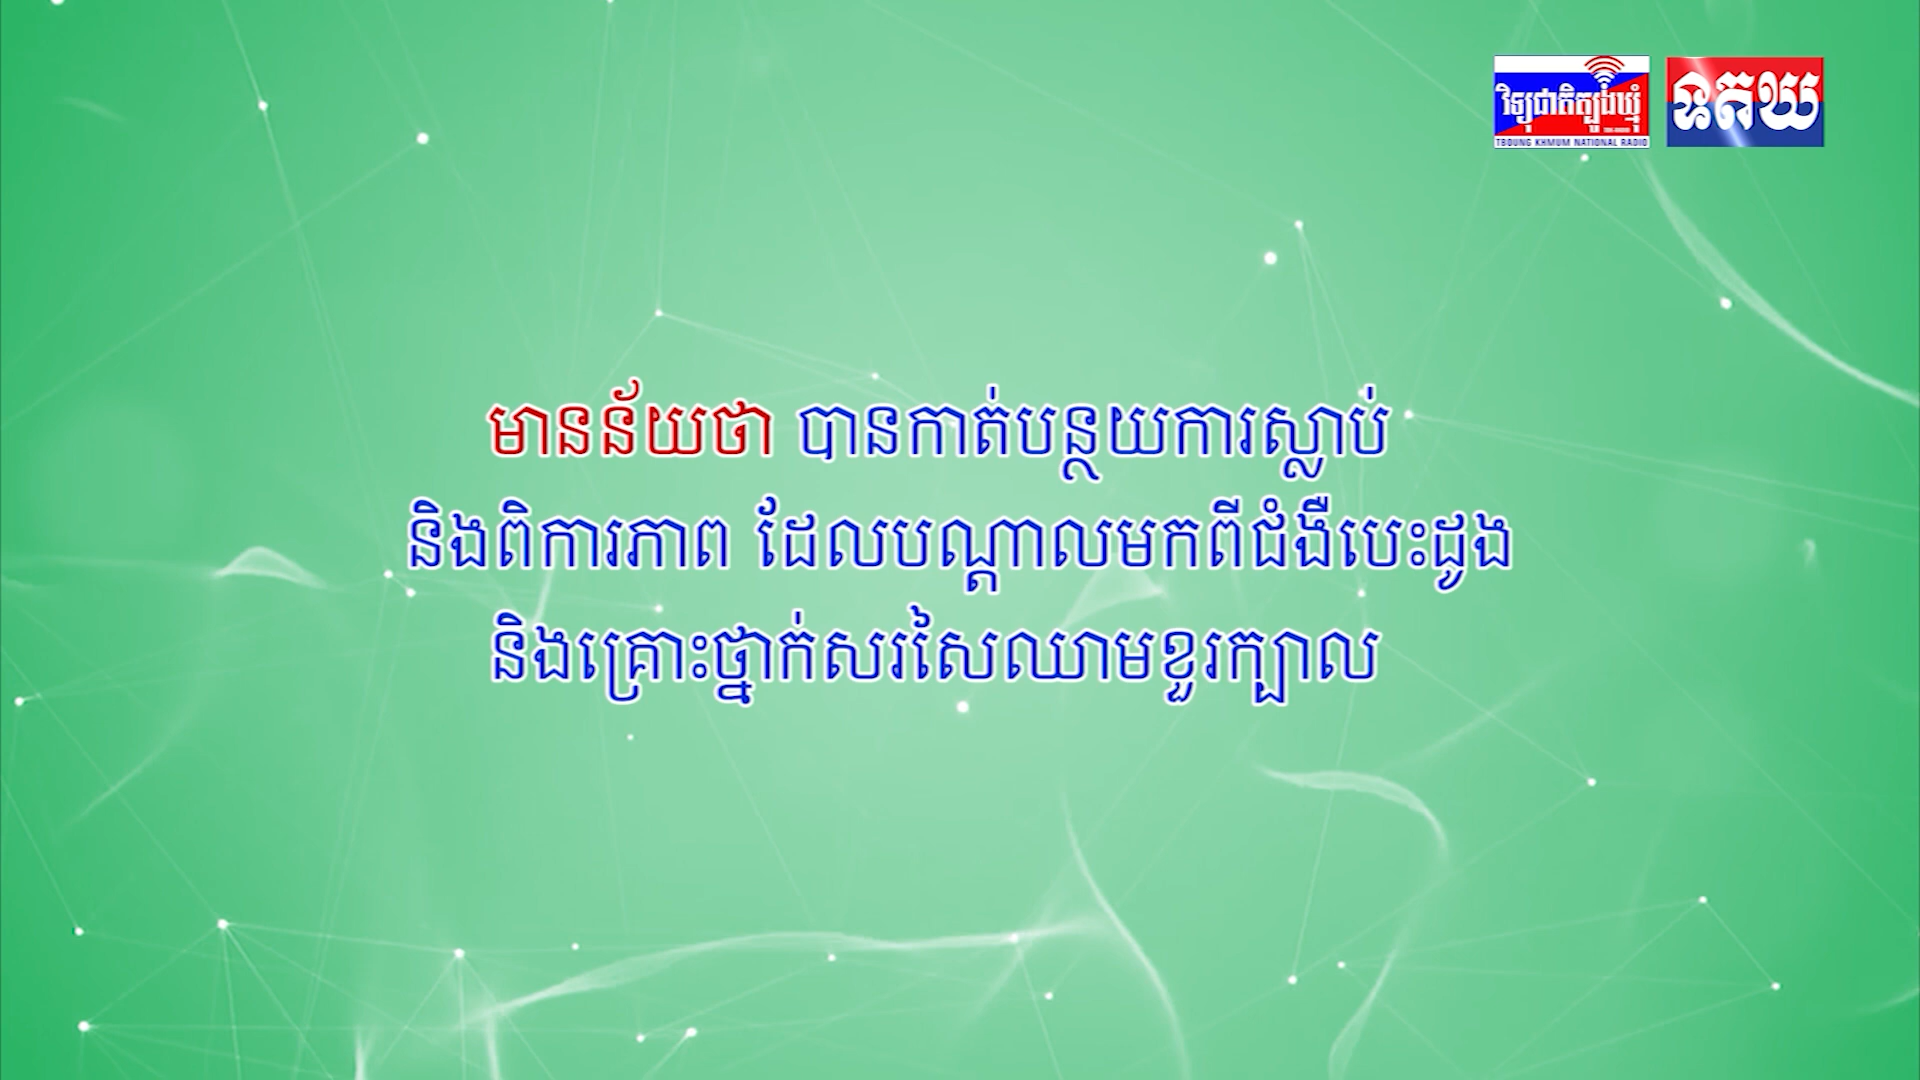 វិទ្យុជាតិត្បូងឃ្មុំ
TBOUNG KHMUM NATIONAL RADIO
ទតឃ
មានន័យថា បានកាត់បន្ថយការស្លាប់
និងពិការភាព ដែលបណ្តាលមកពីជំងឺបេះដូង
និងគ្រោះថ្នាក់សរសៃឈាមខួរក្បាល